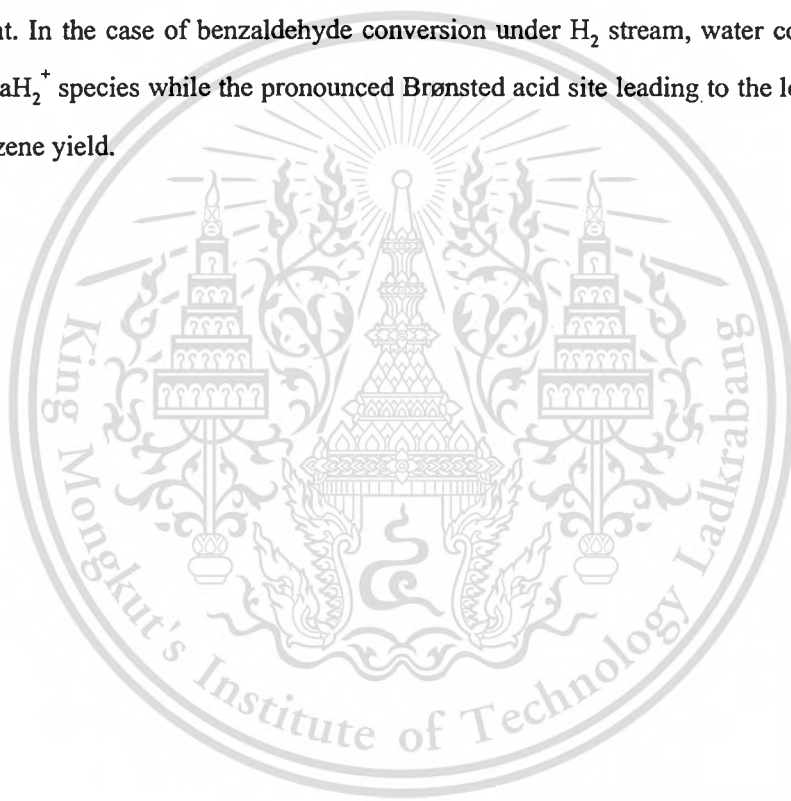 nt. In the case of benzaldehyde conversion under H₂ stream, water co
aH₂⁺ species while the pronounced Brønsted acid site leading to the lo
zene yield.
King Mongkut's Institute of Technology Ladkrabang